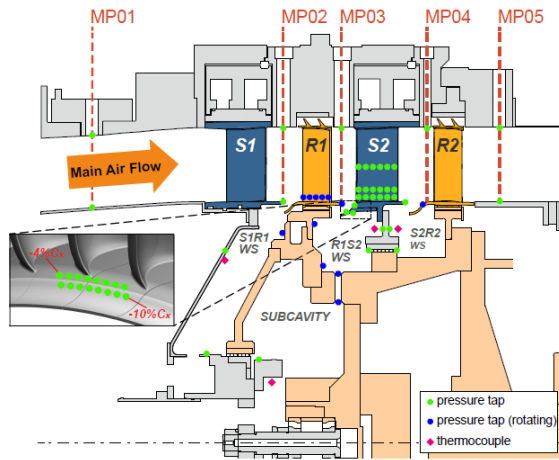 MP01
MP02
MP03
MP04
MP05
S1
R1
S2
R2
Main Air Flow
S1R1
WS
R1S2
WS
S2R2
WS
-4%Cx
-10%Cx
SUBCAVITY
pressure tap
pressure tap (rotating)
thermocouple